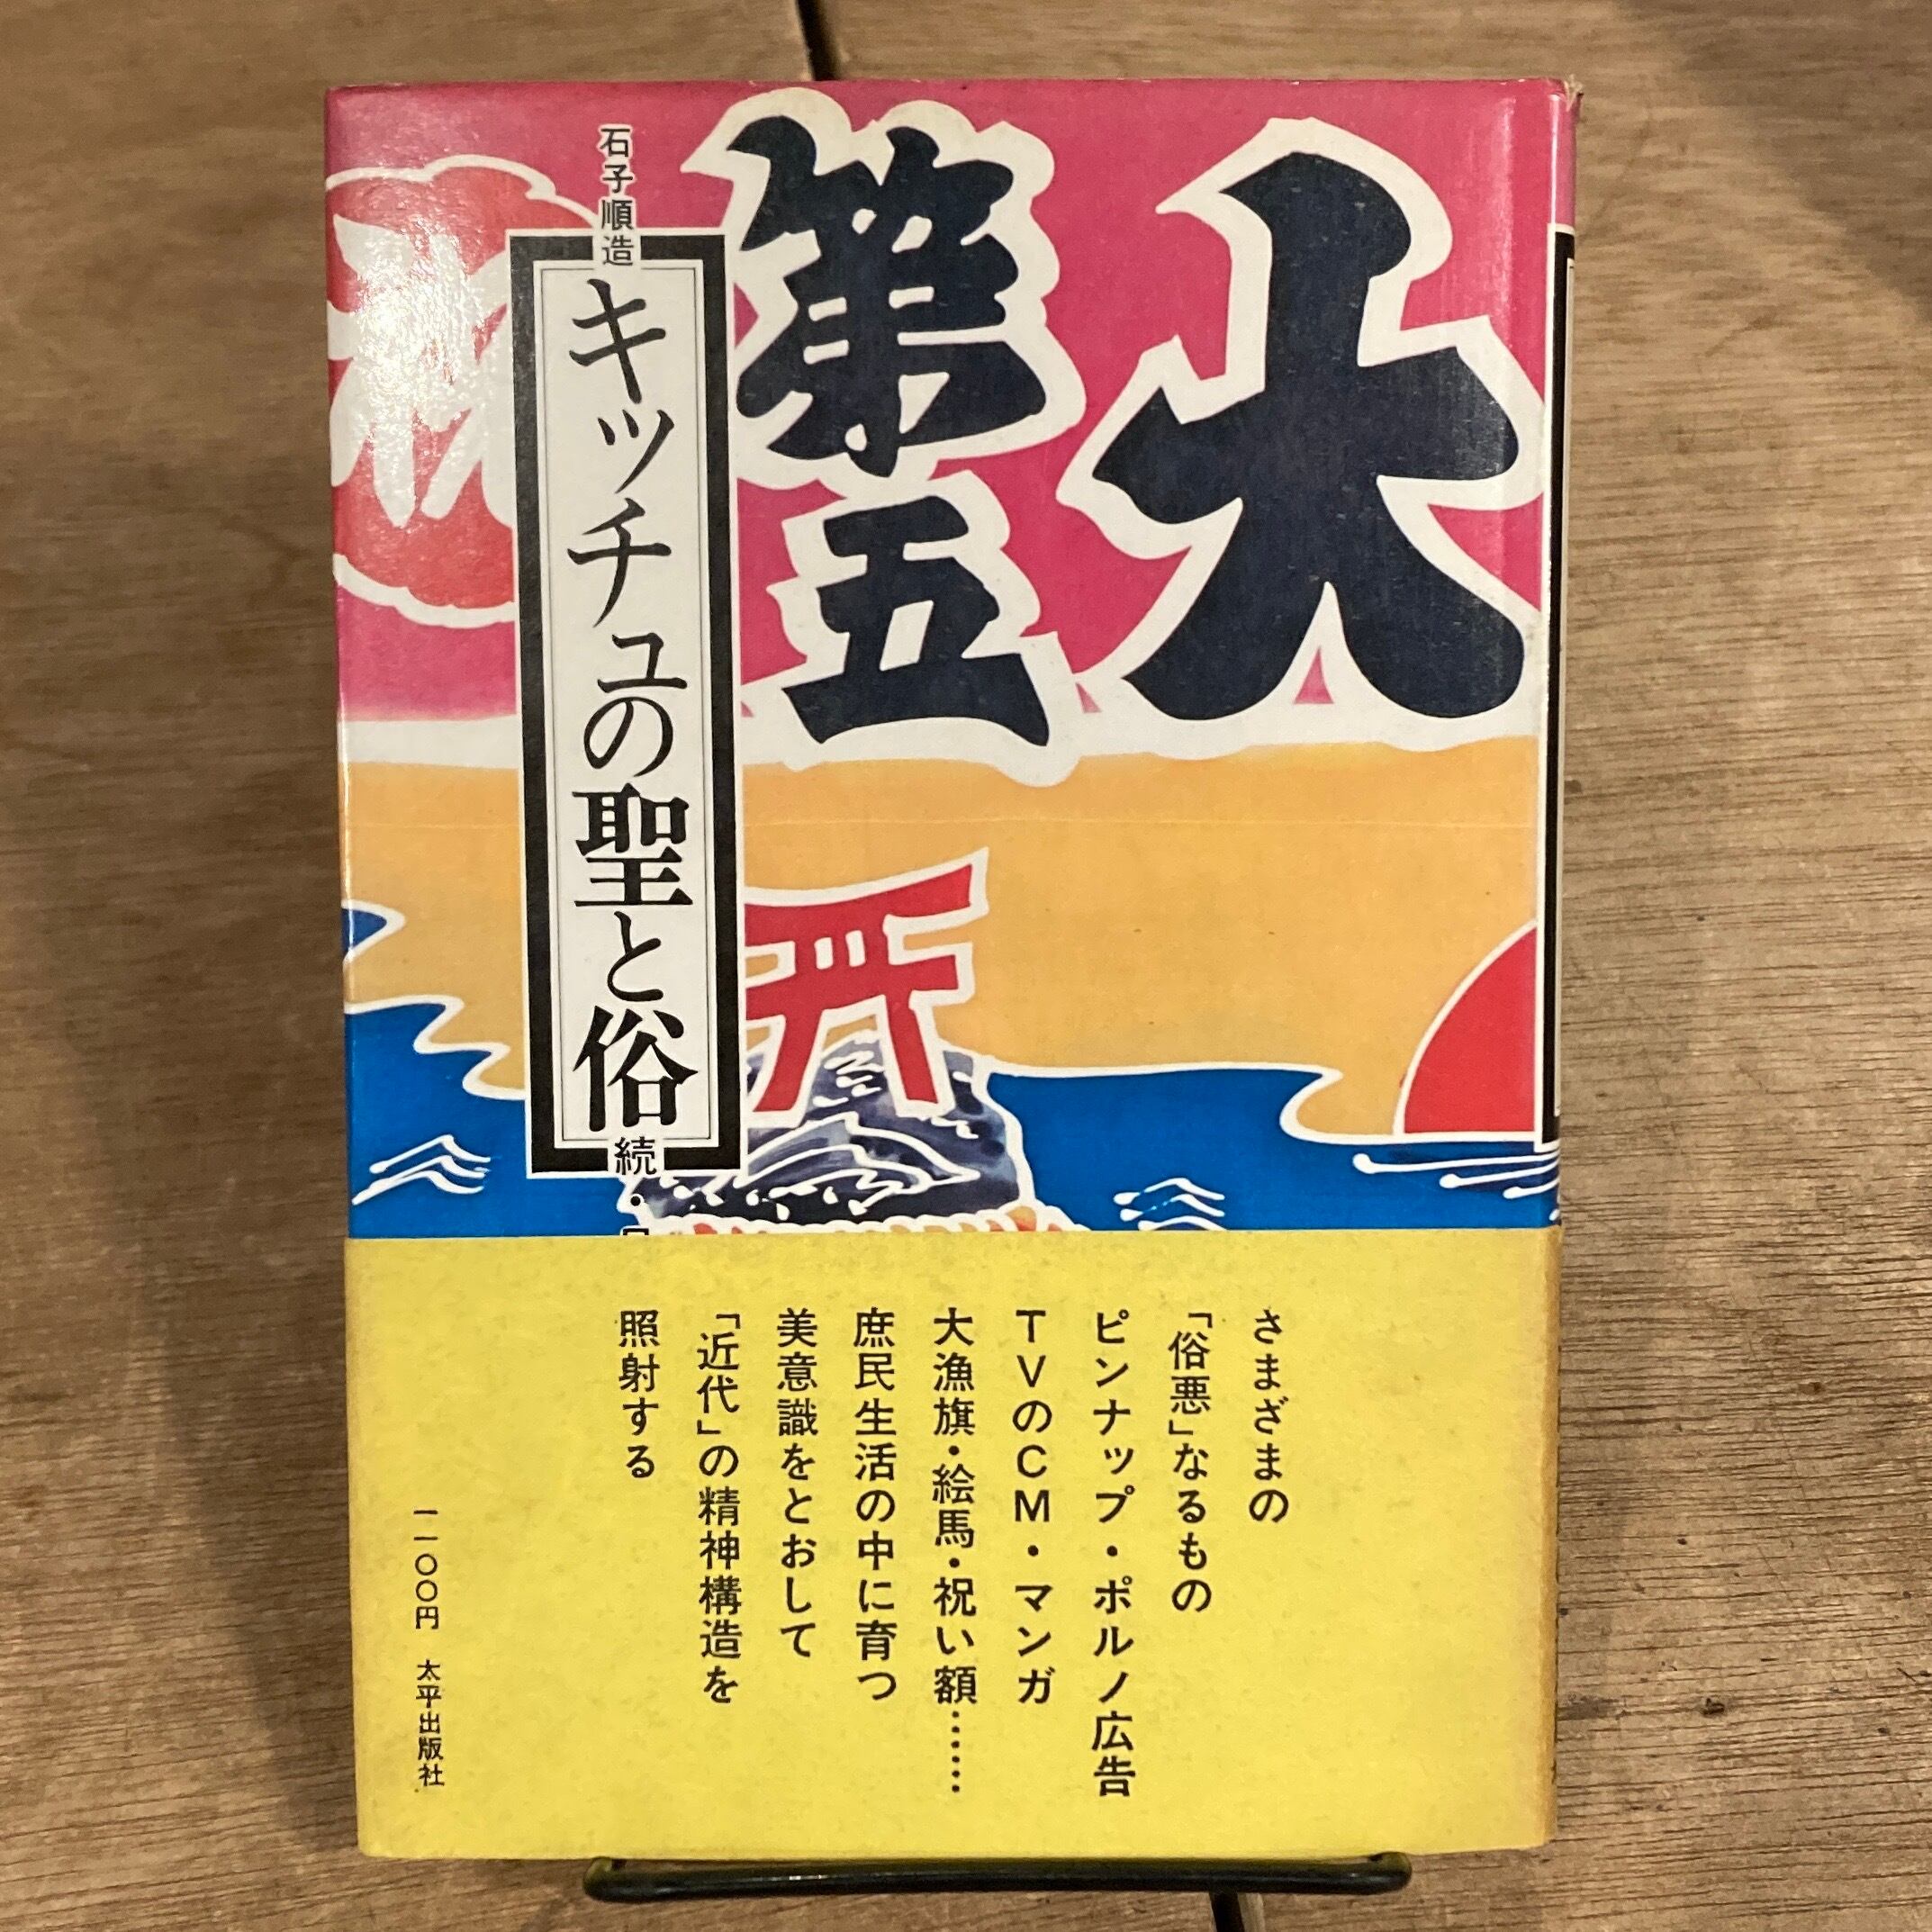 大
第五
祝
石子順造
キッチュの聖と俗
続・
さまざまの
「俗悪」なるもの
ピンナップ・ポルノ広告
TVのCM・マンガ
大漁旗・絵馬・祝い額……
庶民生活の中に育つ
美意識をとおして
「近代」の精神構造を
照射する
一一〇〇円 太平出版社